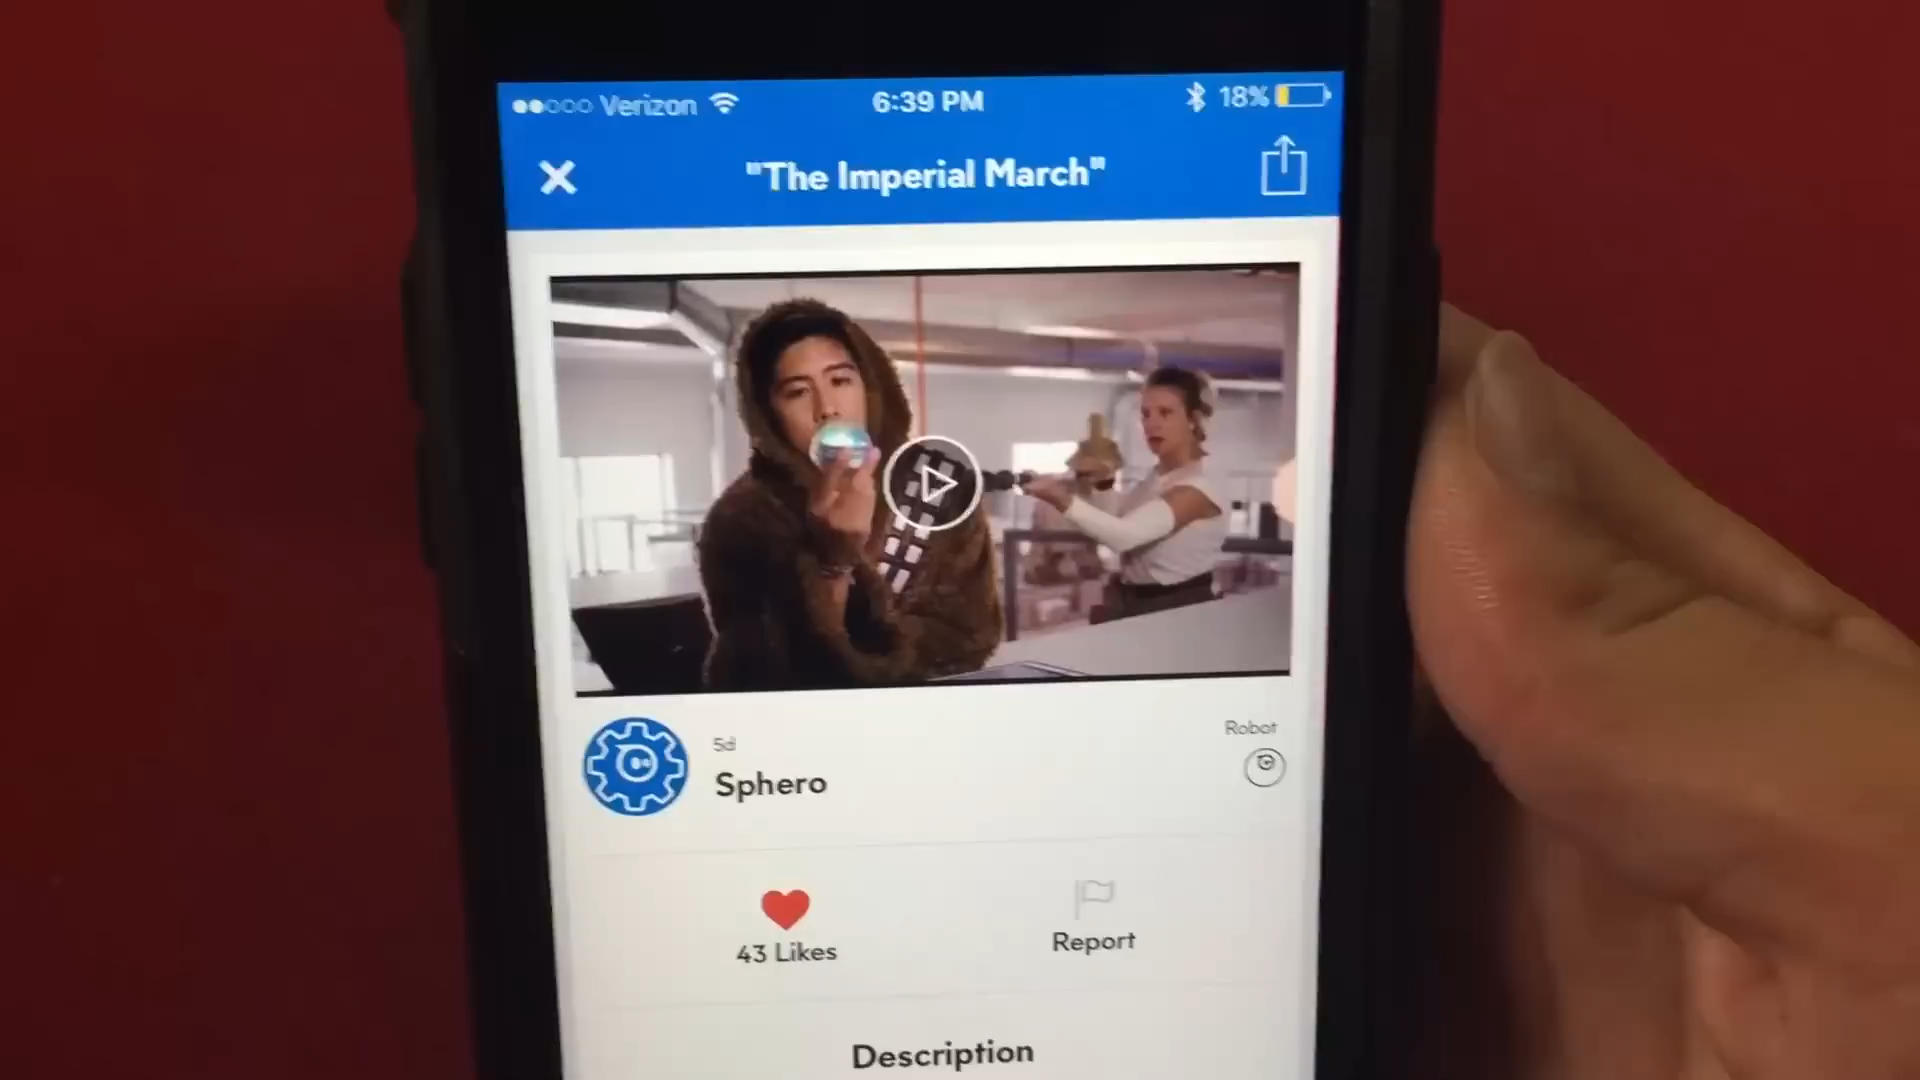 Verizon 6:39 PM 18%
"The Imperial March"
5d
Sphero
Robot
43 Likes
Report
Description